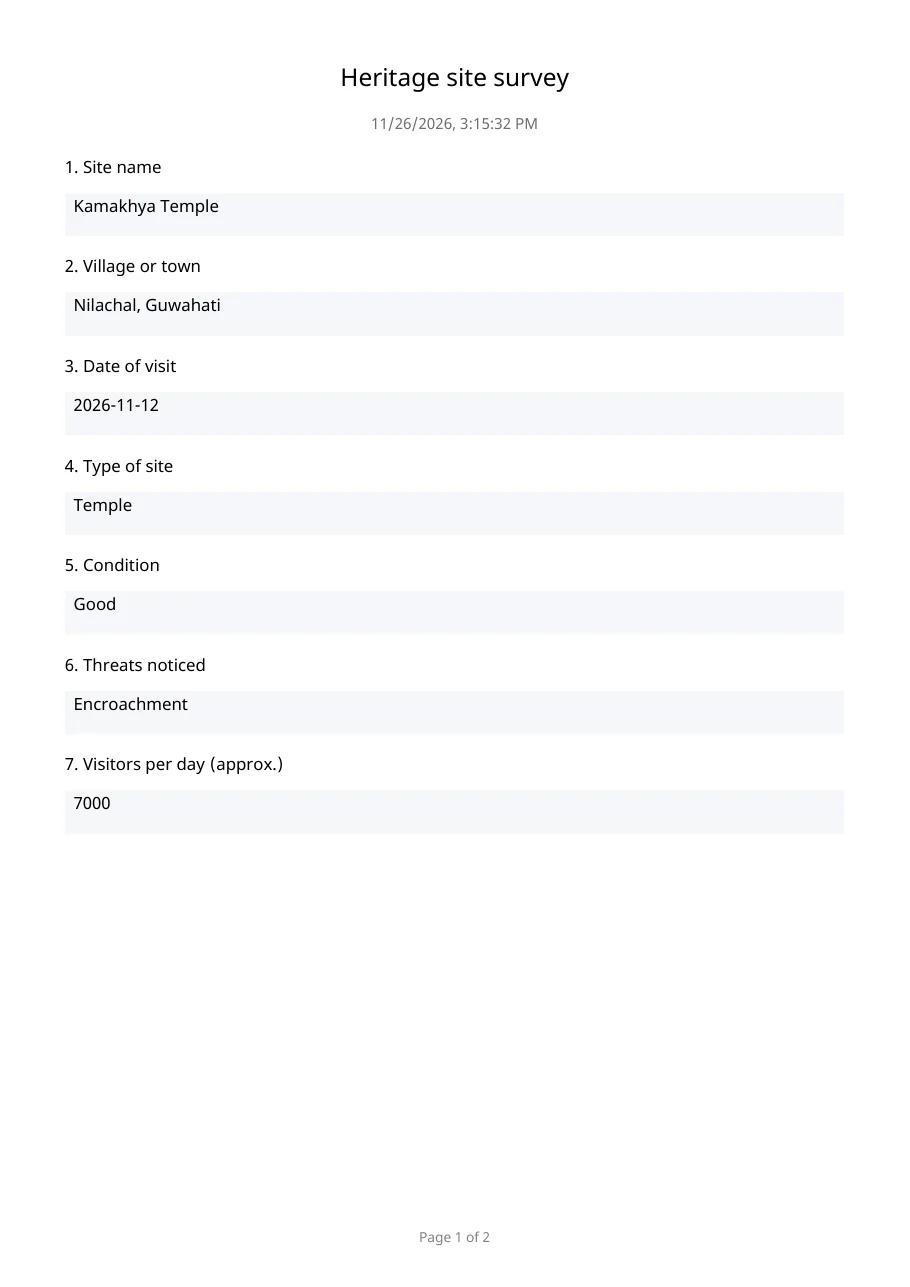 Heritage site survey
11/26/2026, 3:15:32 PM
1. Site name
Kamakhya Temple
2. Village or town
Nilachal, Guwahati
3. Date of visit
2026-11-12
4. Type of site
Temple
5. Condition
Good
6. Threats noticed
Encroachment
7. Visitors per day (approx.)
7000
Page 1 of 2